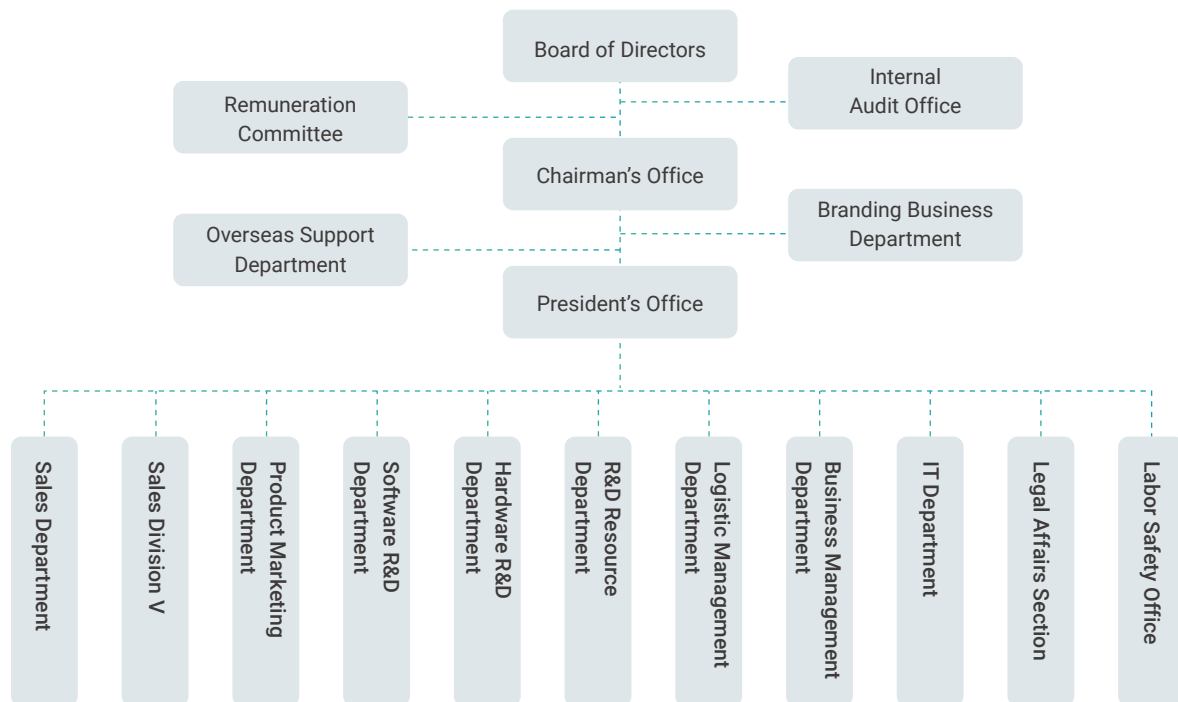 Board of Directors
Internal
Audit Office
Remuneration
Committee
Chairman’s Office
Branding Business
Department
Overseas Support
Department
President’s Office
Sales Department
Sales Division V
Product Marketing
Department
Software R&D
Department
Hardware R&D
Department
R&D Resource
Department
Logistic Management
Department
Business Management
Department
IT Department
Legal Affairs Section
Labor Safety Office